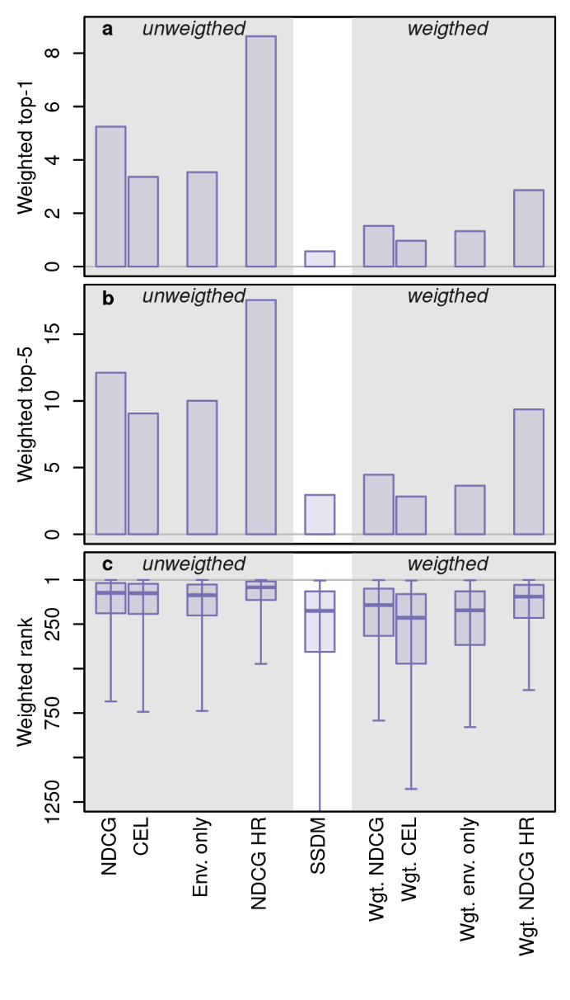 a
unweigthed
weigthed
Weighted top-1
8
6
4
2
0
b
unweigthed
weigthed
Weighted top-5
15
10
5
0
c
unweigthed
weigthed
Weighted rank
1
250
750
1250
NDCG
CEL
Env. only
NDCG HR
SSDM
Wgt. NDCG
Wgt. CEL
Wgt. env. only
Wgt. NDCG HR